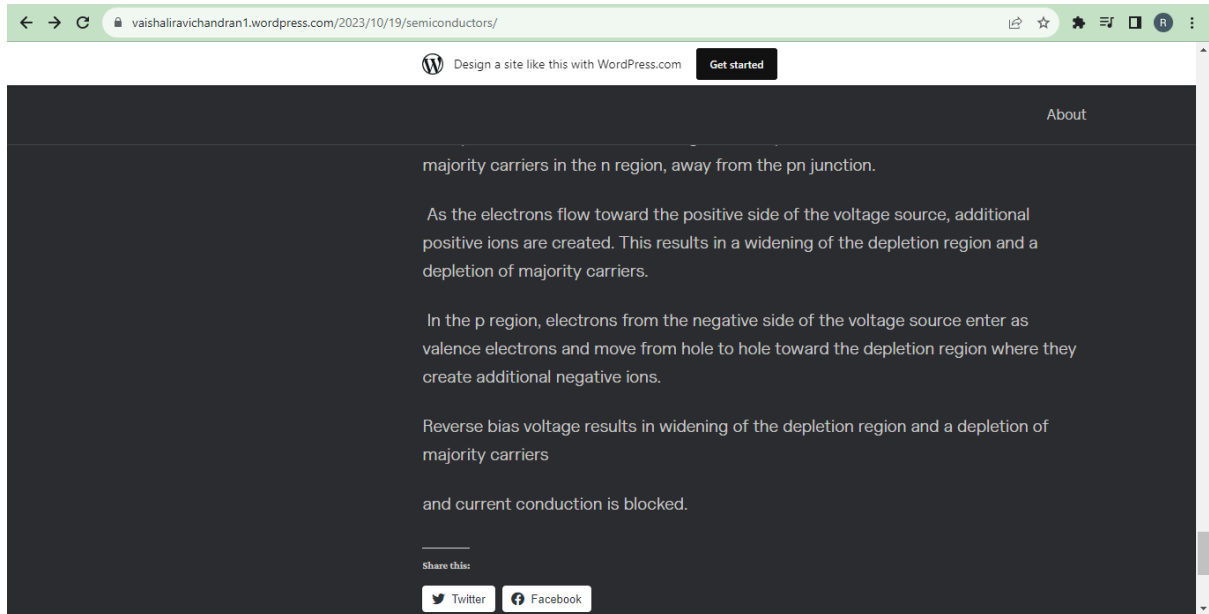 vaishaliravichandran1.wordpress.com/2023/10/19/semiconductors/
R
Design a site like this with WordPress.com
Get started
About
majority carriers in the n region, away from the pn junction.
As the electrons flow toward the positive side of the voltage source, additional
positive ions are created. This results in a widening of the depletion region and a
depletion of majority carriers.
In the p region, electrons from the negative side of the voltage source enter as
valence electrons and move from hole to hole toward the depletion region where they
create additional negative ions.
Reverse bias voltage results in widening of the depletion region and a depletion of
majority carriers
and current conduction is blocked.
Share this:
Twitter
Facebook